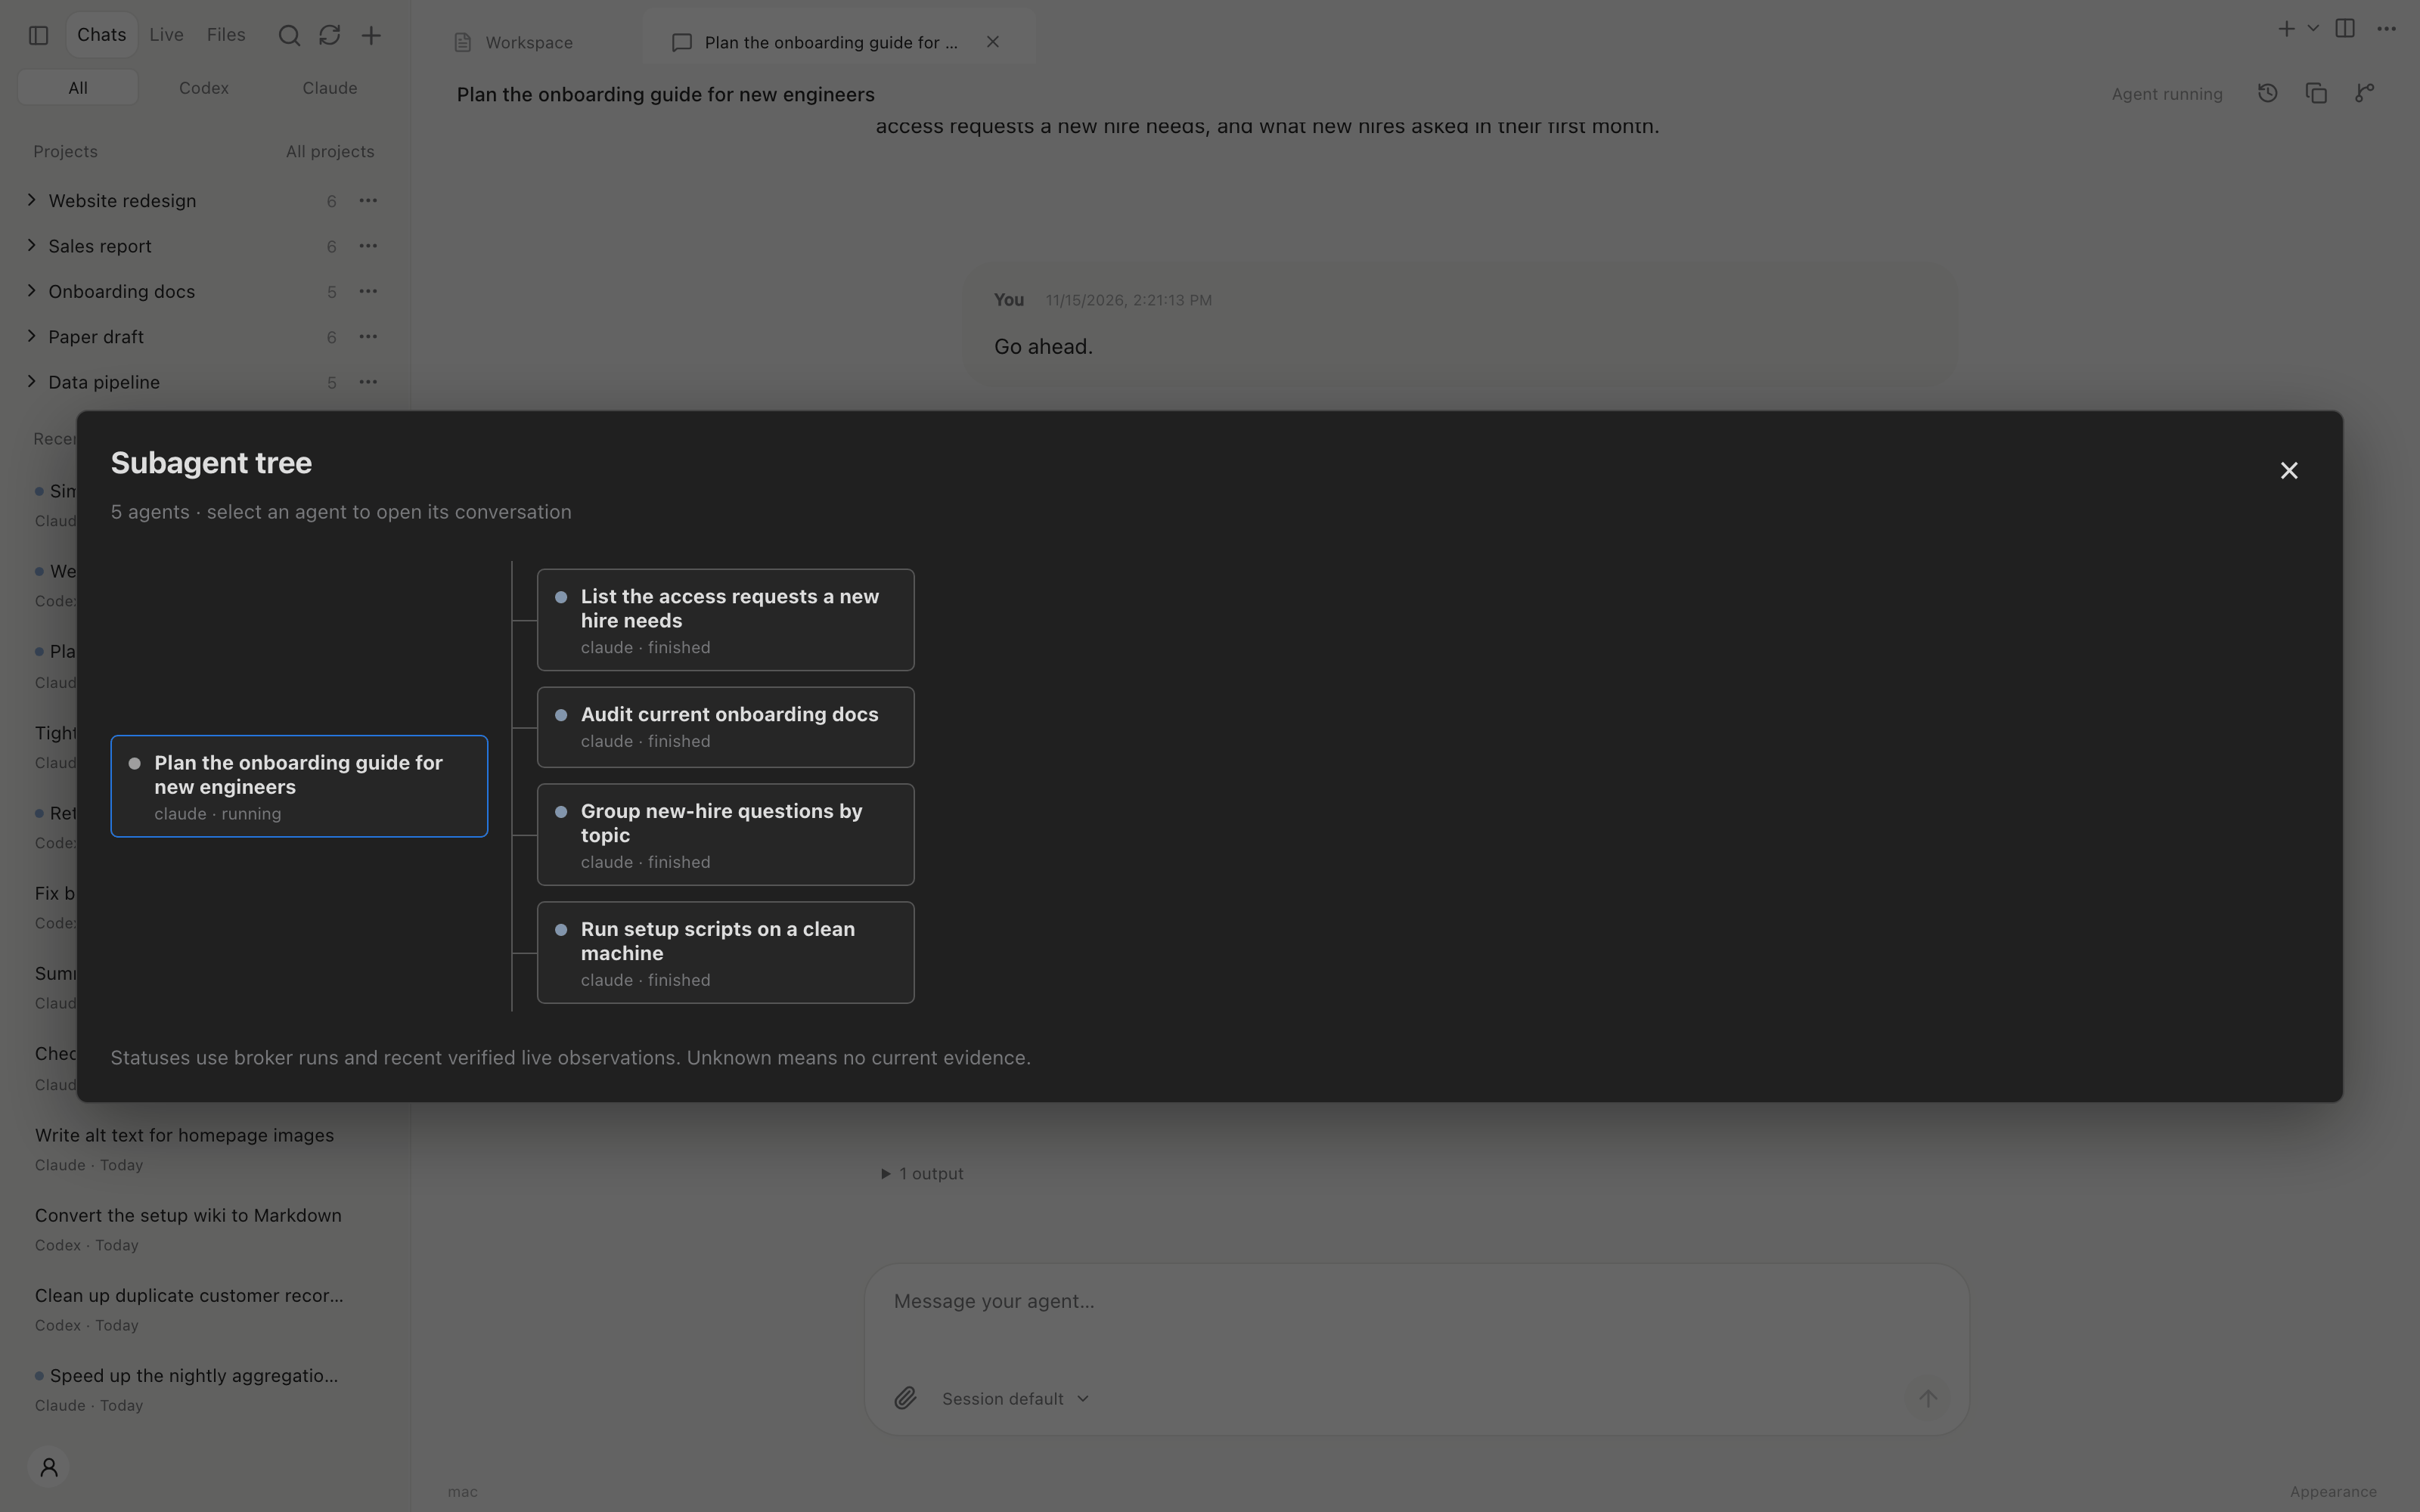 Chats Live Files
All Codex Claude
Projects All projects
Website redesign 6
Sales report 6
Onboarding docs 5
Paper draft 6
Data pipeline 5
Workspace
Plan the onboarding guide for ...
Plan the onboarding guide for new engineers
Agent running
access requests a new hire needs, and what new hires asked in their first month.
You 11/15/2026, 2:21:13 PM
Go ahead.
Subagent tree
5 agents · select an agent to open its conversation
Plan the onboarding guide for
new engineers
claude · running
List the access requests a new
hire needs
claude · finished
Audit current onboarding docs
claude · finished
Group new-hire questions by
topic
claude · finished
Run setup scripts on a clean
machine
claude · finished
Statuses use broker runs and recent verified live observations. Unknown means no current evidence.
Write alt text for homepage images
Claude · Today
Convert the setup wiki to Markdown
Codex · Today
Clean up duplicate customer recor...
Codex · Today
Speed up the nightly aggregatio...
Claude · Today
1 output
Message your agent...
Session default
mac
Appearance